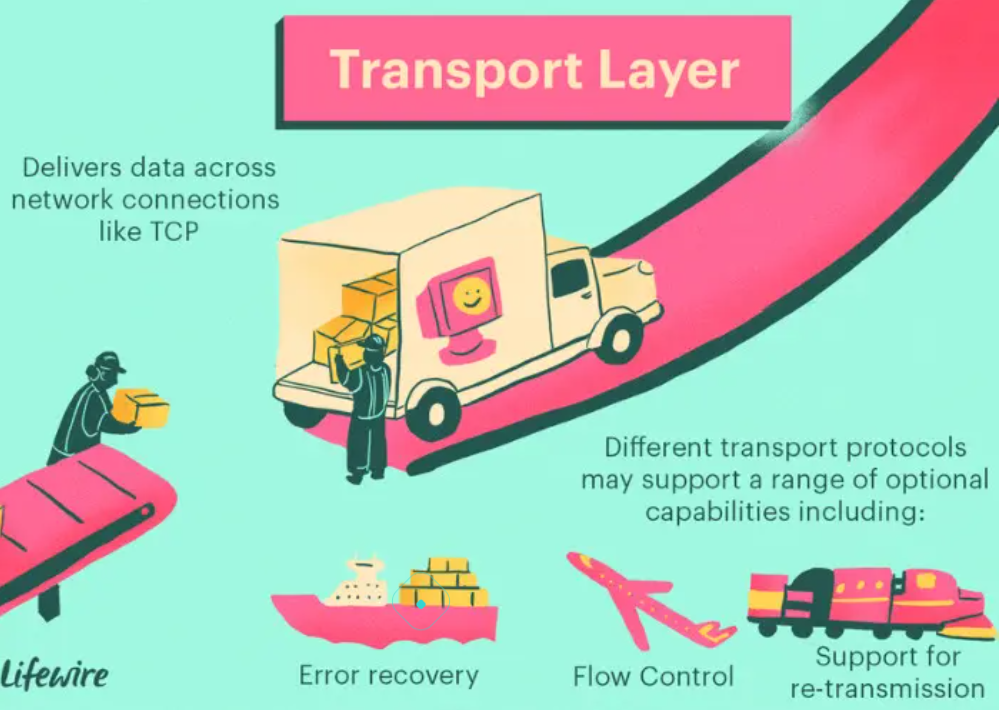 Transport Layer
Delivers data across
network connections
like TCP
Different transport protocols
may support a range of optional
capabilities including:
Error recovery
Flow Control
Support for
re-transmission
Lifewire